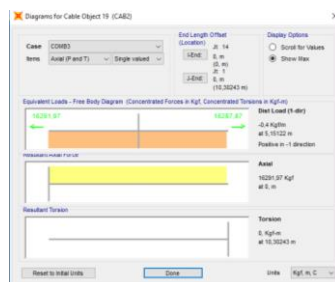 Diagrams for Cable Object 19 (CAB2)
Case COMB3
Items Axial (P and T) Single valued
End Length Offset
(Location)
Jt: 14
I-End: 0, m
(0, m)
Jt: 1
J-End: 0, m
(10,30243 m)
Display Options
Scroll for Values
Show Max
Equivalent Loads - Free Body Diagram (Concentrated Forces in Kgf, Concentrated Torsions in Kgf-m)
16291,97
16287,87
Dist Load (1-dir)
-0,4 Kgf/m
at 5,15122 m
Positive in -1 direction
Resultant Axial Force
Axial
16291,97 Kgf
at 0, m
Resultant Torsion
Torsion
0, Kgf-m
at 10,30243 m
Reset to Initial Units
Done
Units Kgf, m, C